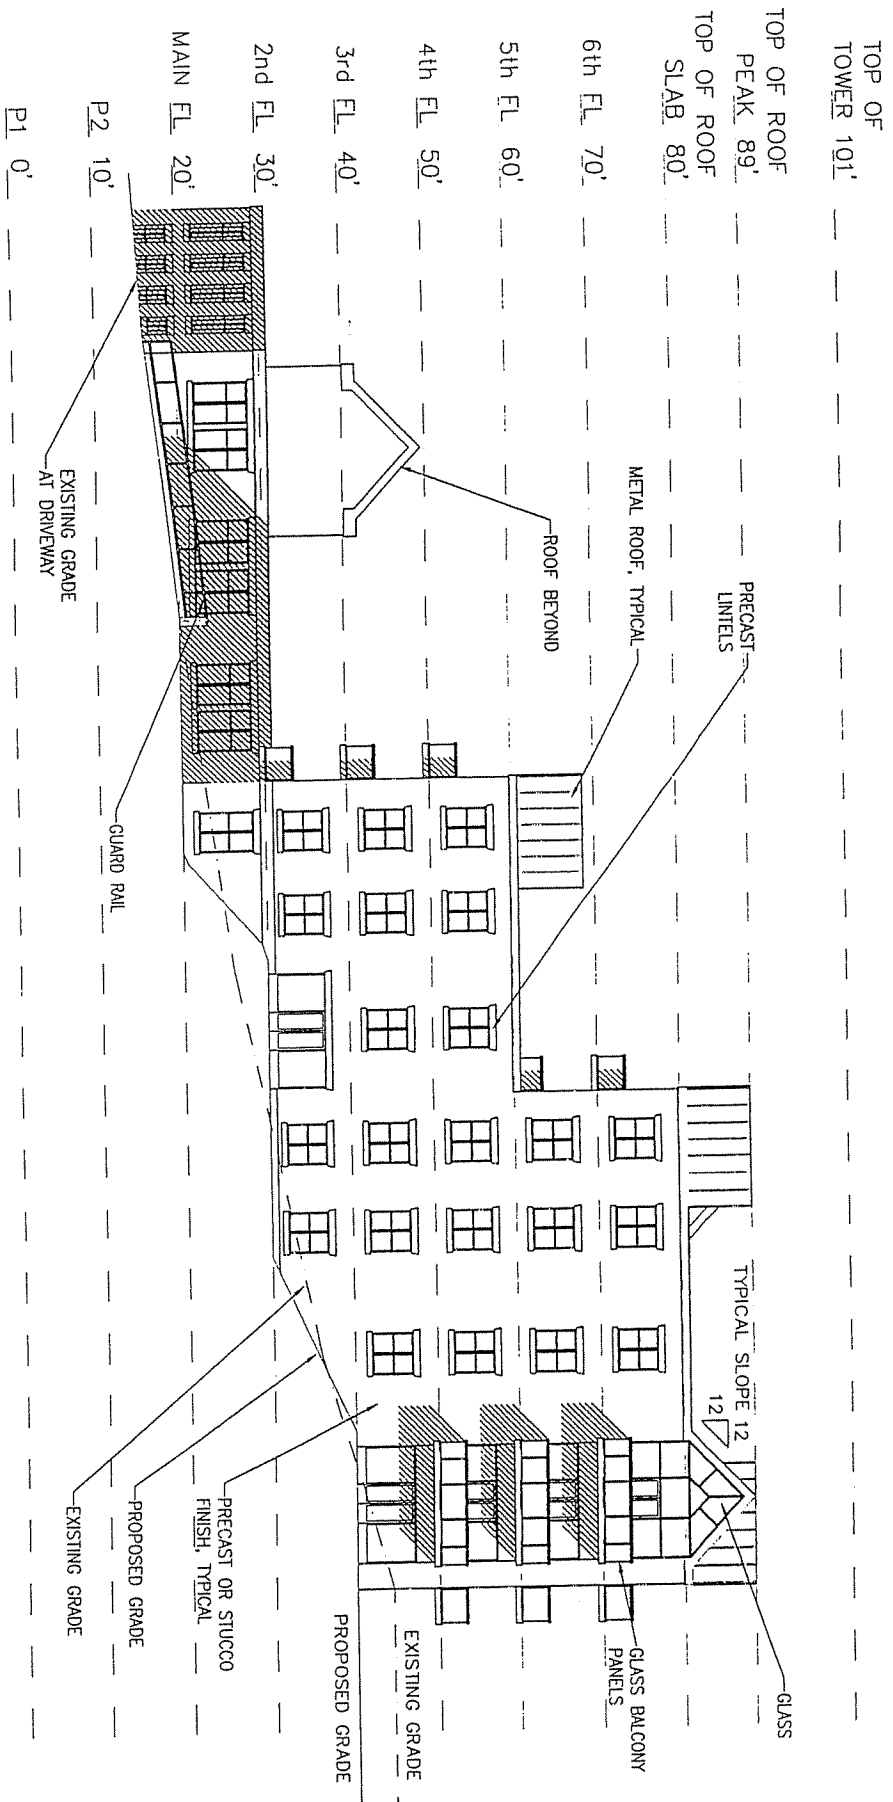 TOP OF
TOWER 101'
TOP OF ROOF
PEAK 89'
TOP OF ROOF
SLAB 80'
6th FL 70'
5th FL 60'
4th FL 50'
3rd FL 40'
2nd FL 30'
MAIN FL 20'
P2 10'
P1 0'
EXISTING GRADE
AT DRIVEWAY
ROOF BEYOND
METAL ROOF, TYPICAL
PRECAST
LINTELS
GUARD RAIL
TYPICAL SLOPE 12
12
GLASS
GLASS BALCONY
PANELS
PRECAST OR STUCCO
FINISH, TYPICAL
PROPOSED GRADE
EXISTING GRADE
EXISTING GRADE
PROPOSED GRADE